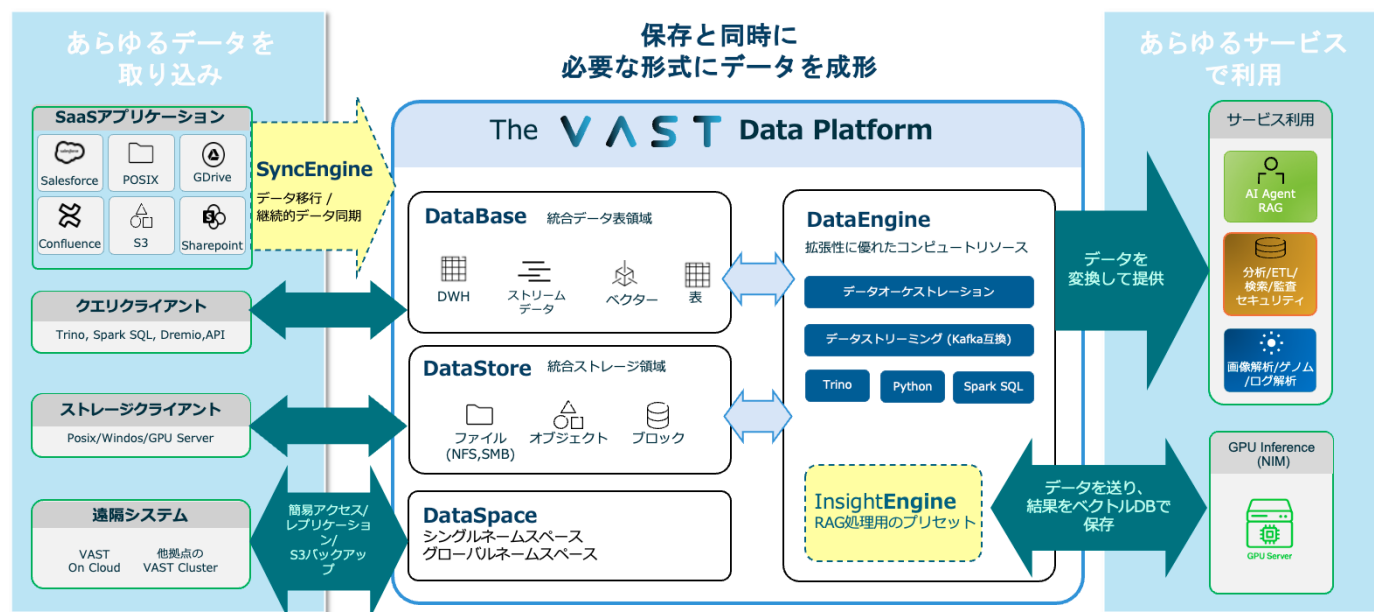 あらゆるデータを
取り込み
保存と同時に
必要な形式にデータを成形
あらゆるサービス
で利用
SaaSアプリケーション
salesforce
Salesforce
POSIX
GDrive
Confluence
S3
Sharepoint
SyncEngine
データ移行 /
継続的データ同期
クエリクライアント
Trino, Spark SQL, Dremio,API
ストレージクライアント
Posix/Windos/GPU Server
遠隔システム
VAST
On Cloud
他拠点の
VAST Cluster
簡易アクセス/
レプリケーショ
ン/
S3バックアッ
プ
The VAST Data Platform
DataBase 統合データ表領域
DWH
ストリーム
データ
ベクター
表
DataStore 統合ストレージ領域
ファイル
(NFS,SMB)
オブジェクト
ブロック
DataSpace
シングルネームスペース
グローバルネームスペース
DataEngine
拡張性に優れたコンピュートリソース
データオーケストレーション
データストリーミング (Kafka互換)
Trino
Python
Spark SQL
InsightEngine
RAG処理用のプリセット
データを
変換して提供
データを送り、
結果をベクトルDBで
保存
サービス利用
AI Agent
RAG
分析/ETL/
検索/監査
セキュリティ
画像解析/ゲノム
/ログ解析
GPU Inference
(NIM)
GPU Server